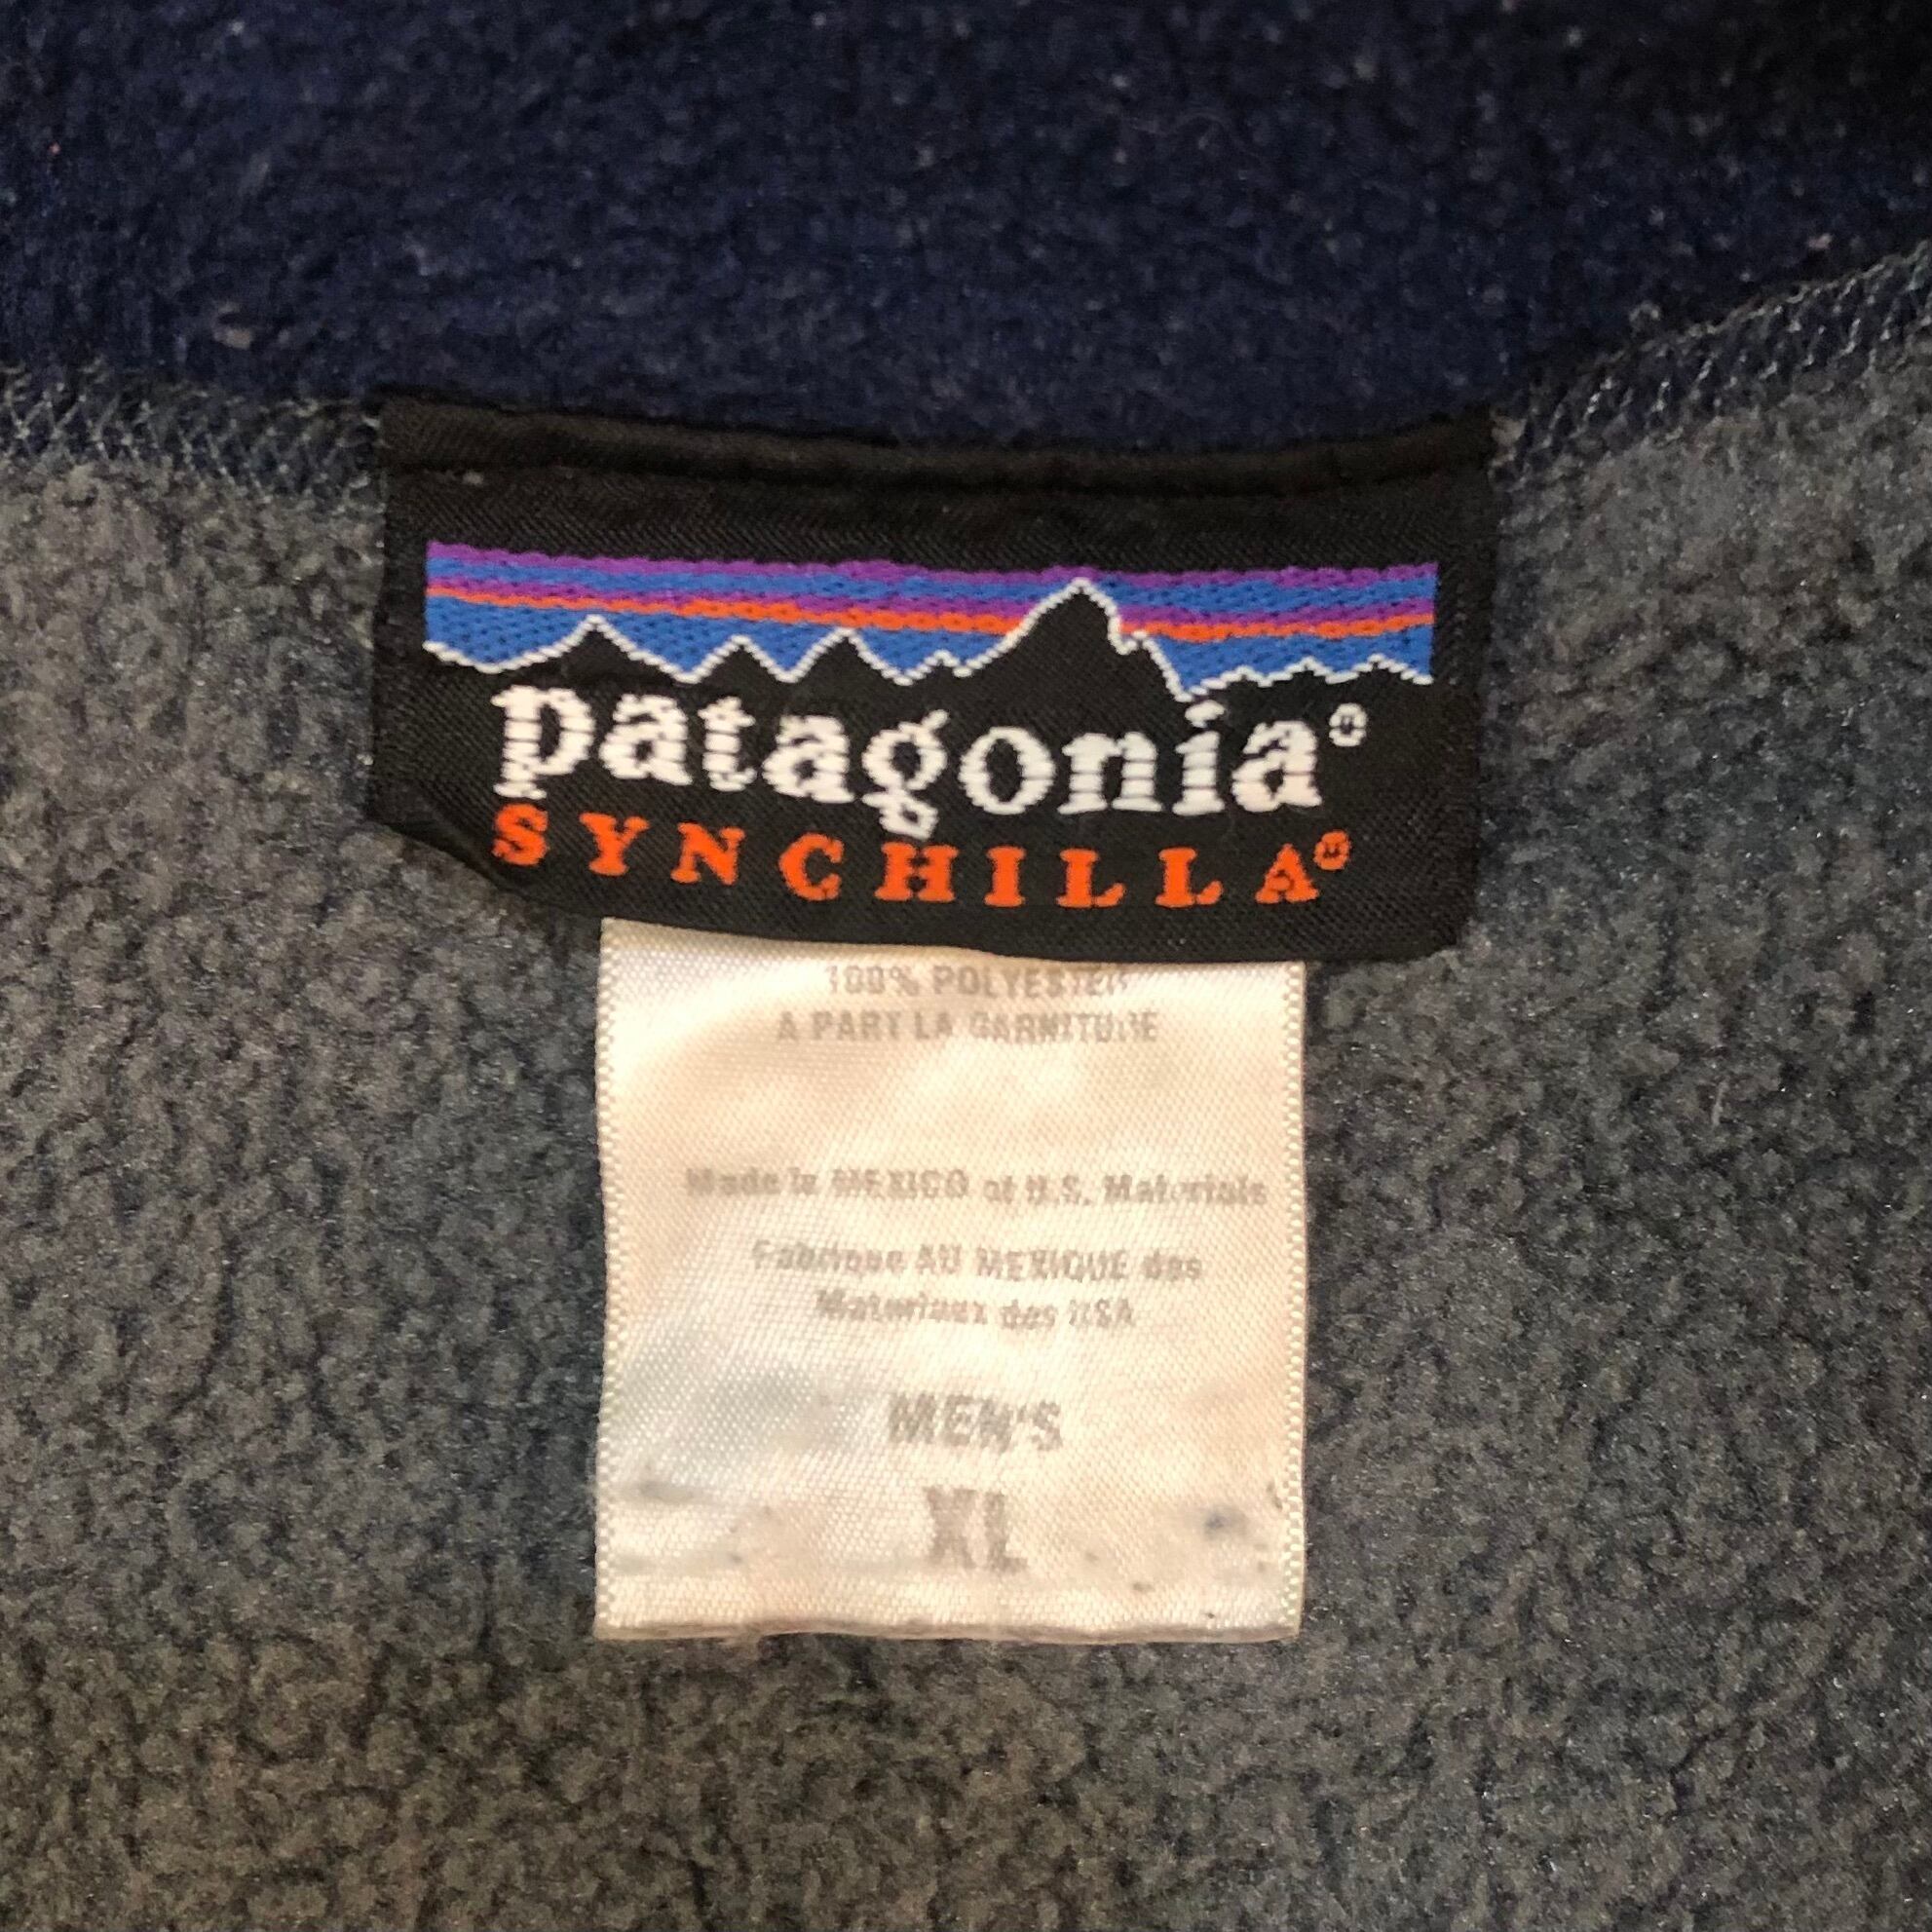 patagonia®
SYNCHILLA®
100% POLYESTER
A PART LA GARNITURE
Made in MEXICO of U.S. Materials
Fabrique AU MEXIQUE des
Materiaux des USA
MEN'S
XL